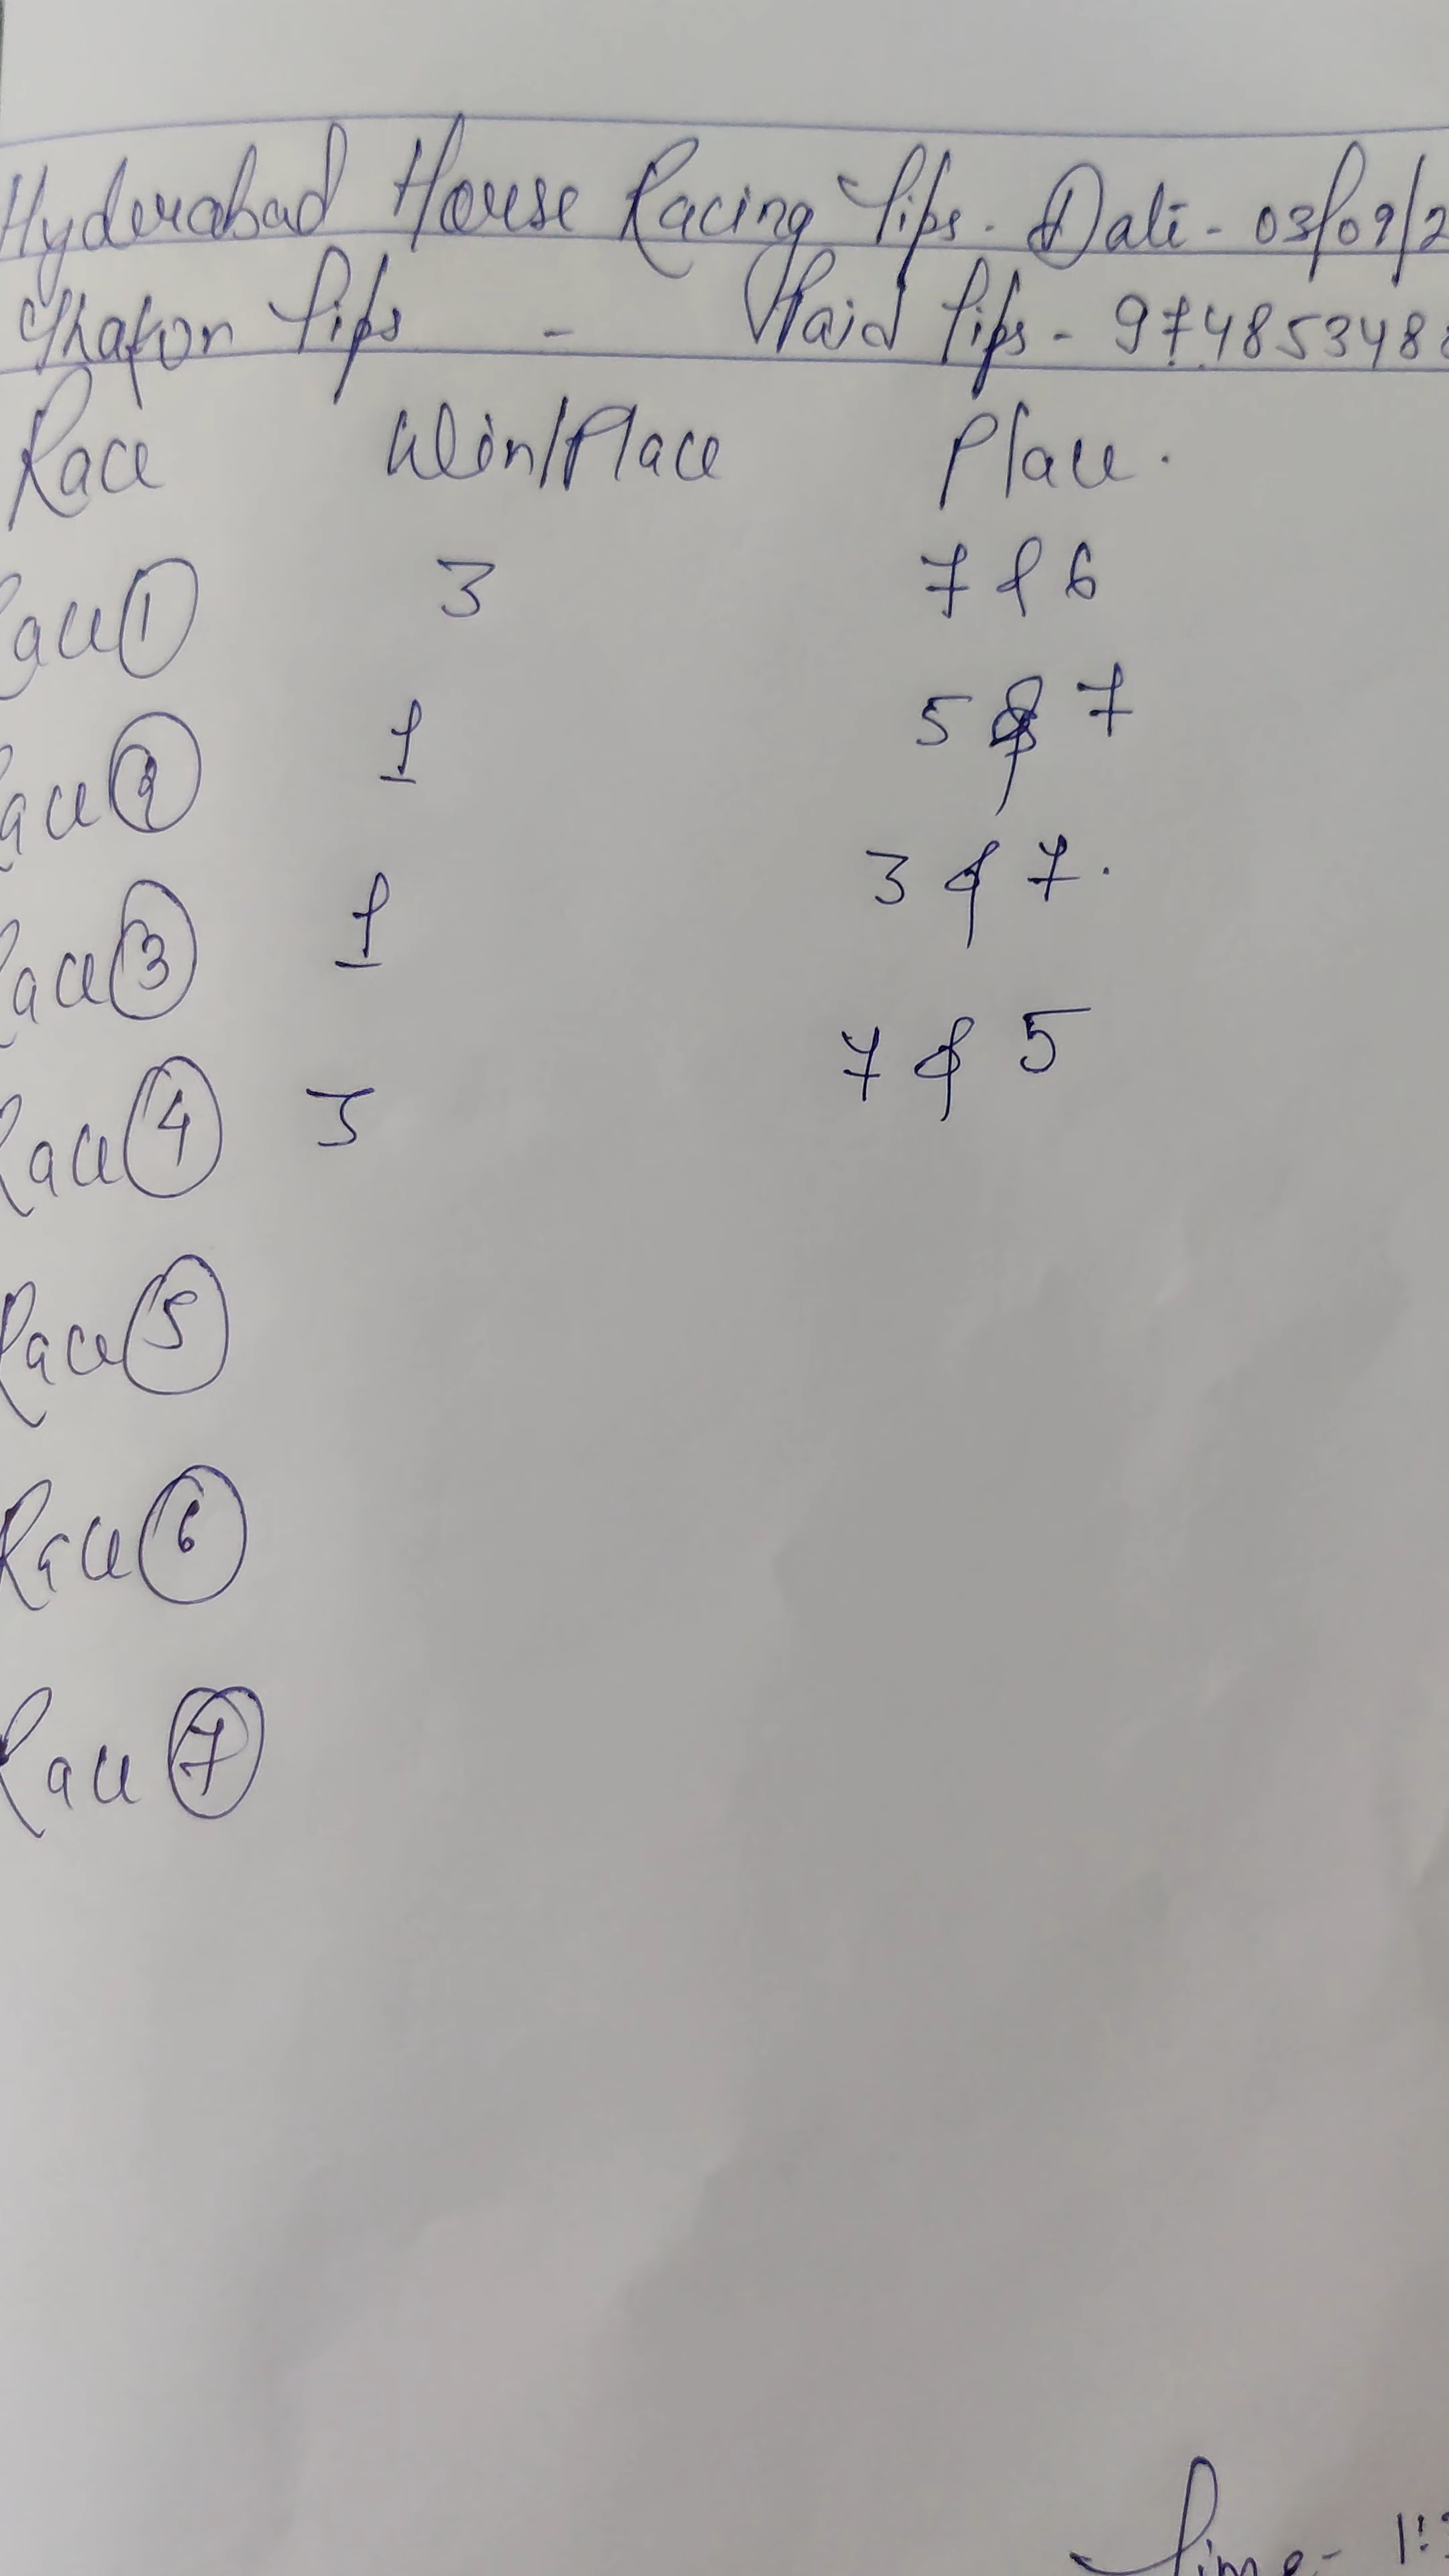 Hyderabad Horse Racing Tips. Date - 03/09/2
Tips - Paid Tips - 97485348
Race Win/Place Place.
Race 1 3 7 & 6
Race 2 1 5 & 7
Race 3 1 3 & 7.
Race 4 3 7 & 5
Race 5
Race 6
Race 7
Time - 1: